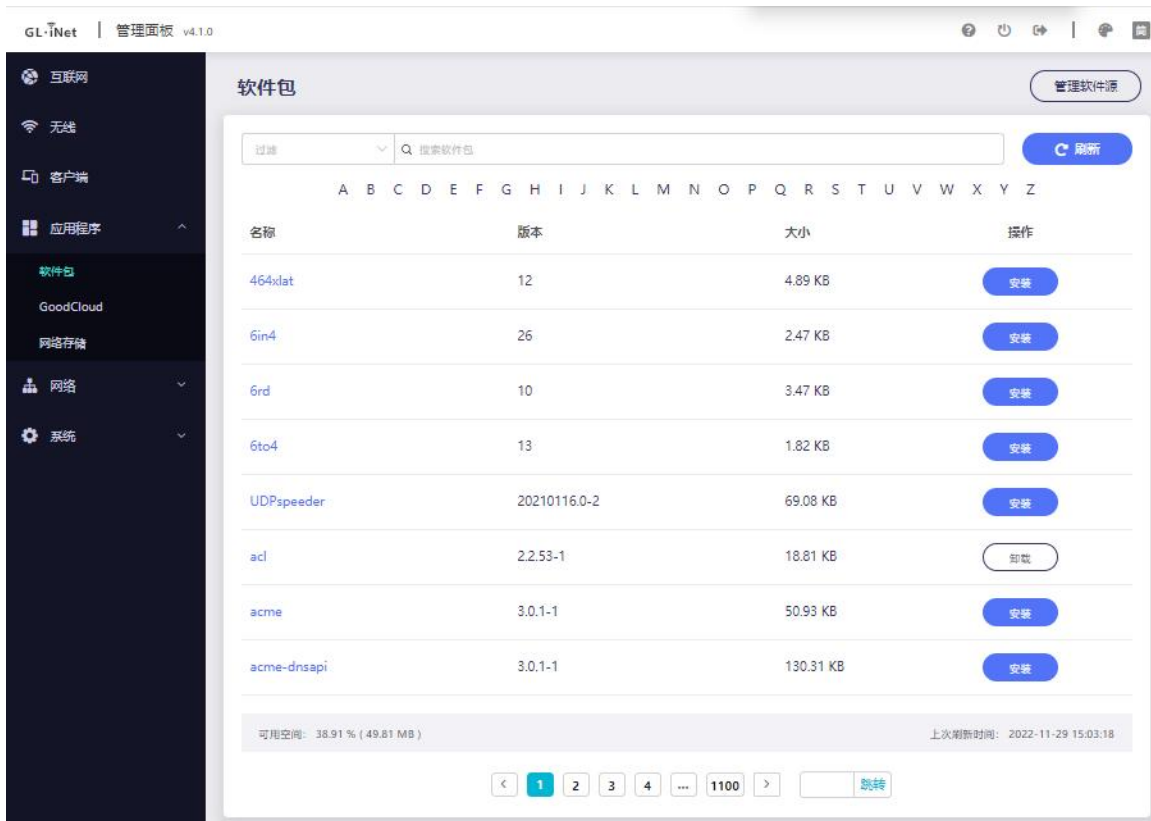 GL·iNet | 管理面板 v4.1.0 简
互联网
无线
客户端
应用程序
软件包
GoodCloud
网络存储
网络
系统
软件包 管理软件源
过滤 搜索软件包 刷新
A B C D E F G H I J K L M N O P Q R S T U V W X Y Z
名称 版本 大小 操作
464xlat 12 4.89 KB 安装
6in4 26 2.47 KB 安装
6rd 10 3.47 KB 安装
6to4 13 1.82 KB 安装
UDPspeeder 20210116.0-2 69.08 KB 安装
acl 2.2.53-1 18.81 KB 卸载
acme 3.0.1-1 50.93 KB 安装
acme-dnsapi 3.0.1-1 130.31 KB 安装
可用空间: 38.91 % ( 49.81 MB ) 上次刷新时间: 2022-11-29 15:03:18
< 1 2 3 4 ... 1100 > 跳转